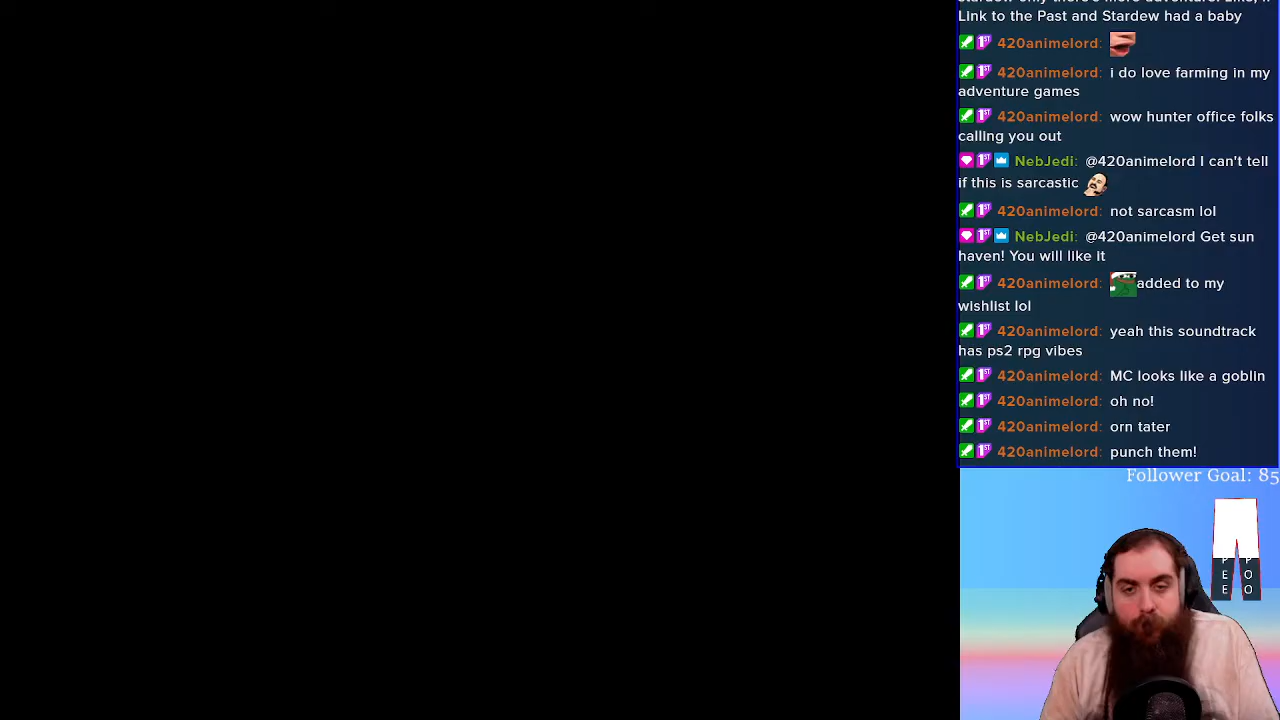 Link to the Past and Stardew had a baby
420animelord:
420animelord: i do love farming in my
adventure games
420animelord: wow hunter office folks
calling you out
NebJedi: @420animelord I can't tell
if this is sarcastic
420animelord: not sarcasm lol
NebJedi: @420animelord Get sun
haven! You will like it
420animelord: added to my
wishlist lol
420animelord: yeah this soundtrack
has ps2 rpg vibes
420animelord: MC looks like a goblin
420animelord: oh no!
420animelord: orn tater
420animelord: punch them!
Follower Goal: 85
P P
E O
E O